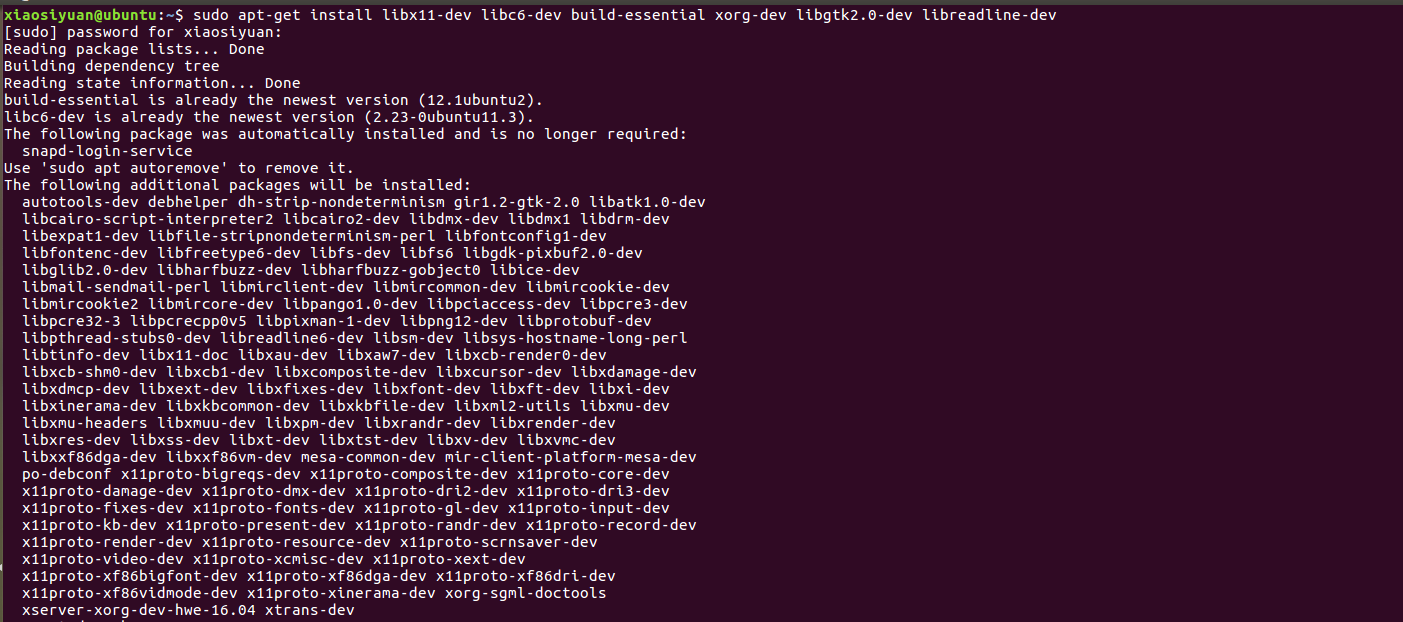 xiaosiyuan@ubuntu:~$ sudo apt-get install libx11-dev libc6-dev build-essential xorg-dev libgtk2.0-dev libreadline-dev
[sudo] password for xiaosiyuan:
Reading package lists... Done
Building dependency tree
Reading state information... Done
build-essential is already the newest version (12.1ubuntu2).
libc6-dev is already the newest version (2.23-0ubuntu11.3).
The following package was automatically installed and is no longer required:
  snapd-login-service
Use 'sudo apt autoremove' to remove it.
The following additional packages will be installed:
  autotools-dev debhelper dh-strip-nondeterminism gir1.2-gtk-2.0 libatk1.0-dev
  libcairo-script-interpreter2 libcairo2-dev libdmx-dev libdmx1 libdrm-dev
  libexpat1-dev libfile-stripnondeterminism-perl libfontconfig1-dev
  libfontenc-dev libfreetype6-dev libfs-dev libfs6 libgdk-pixbuf2.0-dev
  libglib2.0-dev libharfbuzz-dev libharfbuzz-gobject0 libice-dev
  libmail-sendmail-perl libmirclient-dev libmircommon-dev libmircookie-dev
  libmircookie2 libmircore-dev libpango1.0-dev libpciaccess-dev libpcre3-dev
  libpcre32-3 libpcrecpp0v5 libpixman-1-dev libpng12-dev libprotobuf-dev
  libpthread-stubs0-dev libreadline6-dev libsm-dev libsys-hostname-long-perl
  libtinfo-dev libx11-doc libxau-dev libxaw7-dev libxcb-render0-dev
  libxcb-shm0-dev libxcb1-dev libxcomposite-dev libxcursor-dev libxdamage-dev
  libxdmcp-dev libxext-dev libxfixes-dev libxfont-dev libxft-dev libxi-dev
  libxinerama-dev libxkbcommon-dev libxkbfile-dev libxml2-utils libxmu-dev
  libxmu-headers libxmuu-dev libxpm-dev libxrandr-dev libxrender-dev
  libxres-dev libxss-dev libxt-dev libxtst-dev libxv-dev libxvmc-dev
  libxxf86dga-dev libxxf86vm-dev mesa-common-dev mir-client-platform-mesa-dev
  po-debconf x11proto-bigreqs-dev x11proto-composite-dev x11proto-core-dev
  x11proto-damage-dev x11proto-dmx-dev x11proto-dri2-dev x11proto-dri3-dev
  x11proto-fixes-dev x11proto-fonts-dev x11proto-gl-dev x11proto-input-dev
  x11proto-kb-dev x11proto-present-dev x11proto-randr-dev x11proto-record-dev
  x11proto-render-dev x11proto-resource-dev x11proto-scrnsaver-dev
  x11proto-video-dev x11proto-xcmisc-dev x11proto-xext-dev
  x11proto-xf86bigfont-dev x11proto-xf86dga-dev x11proto-xf86dri-dev
  x11proto-xf86vidmode-dev x11proto-xinerama-dev xorg-sgml-doctools
  xserver-xorg-dev-hwe-16.04 xtrans-dev